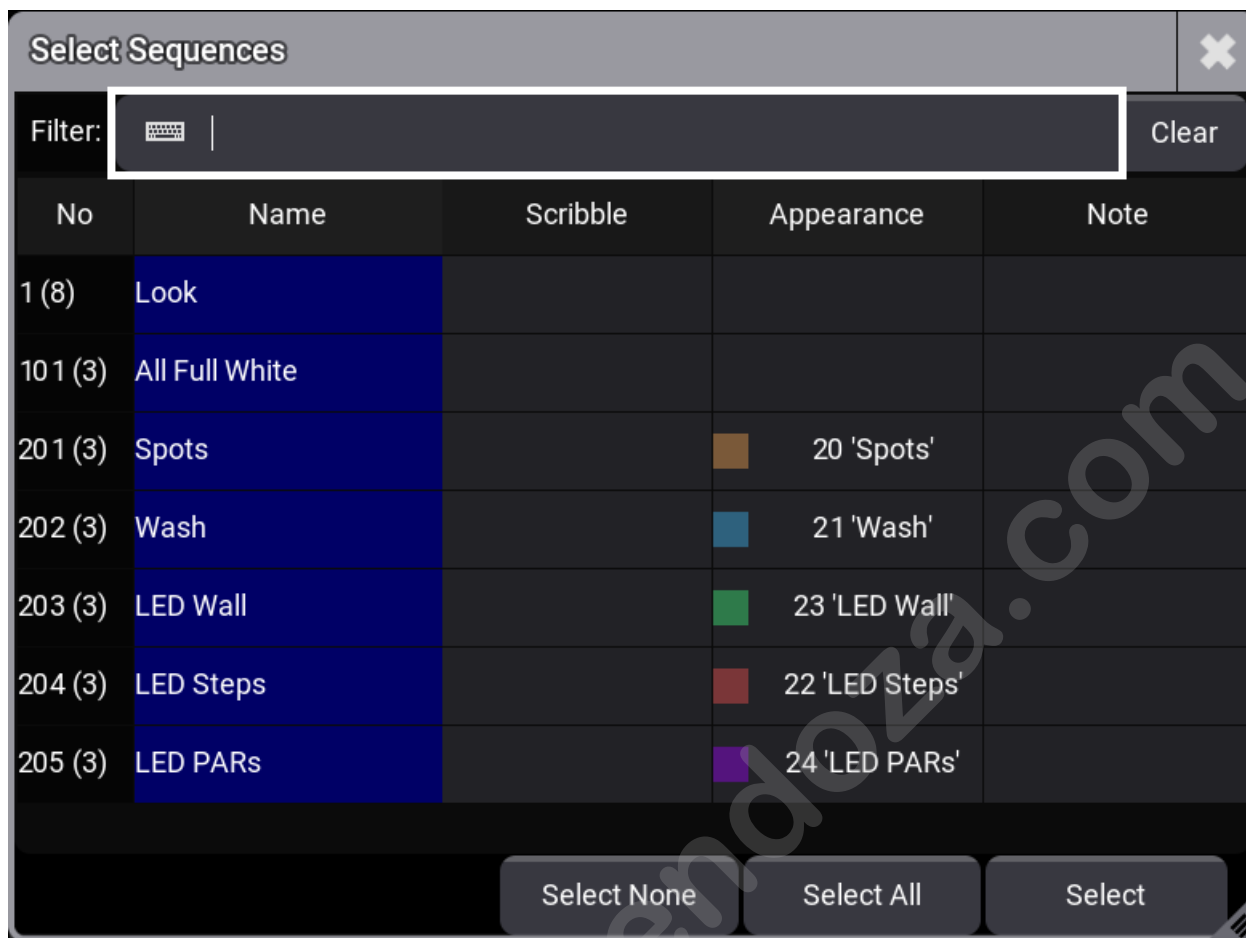 Select Sequences
Filter: Clear
No Name Scribble Appearance Note
1 (8) Look
101 (3) All Full White
201 (3) Spots 20 'Spots'
202 (3) Wash 21 'Wash'
203 (3) LED Wall 23 'LED Wall'
204 (3) LED Steps 22 'LED Steps'
205 (3) LED PARs 24 'LED PARs'
Select None Select All Select
endoza.com